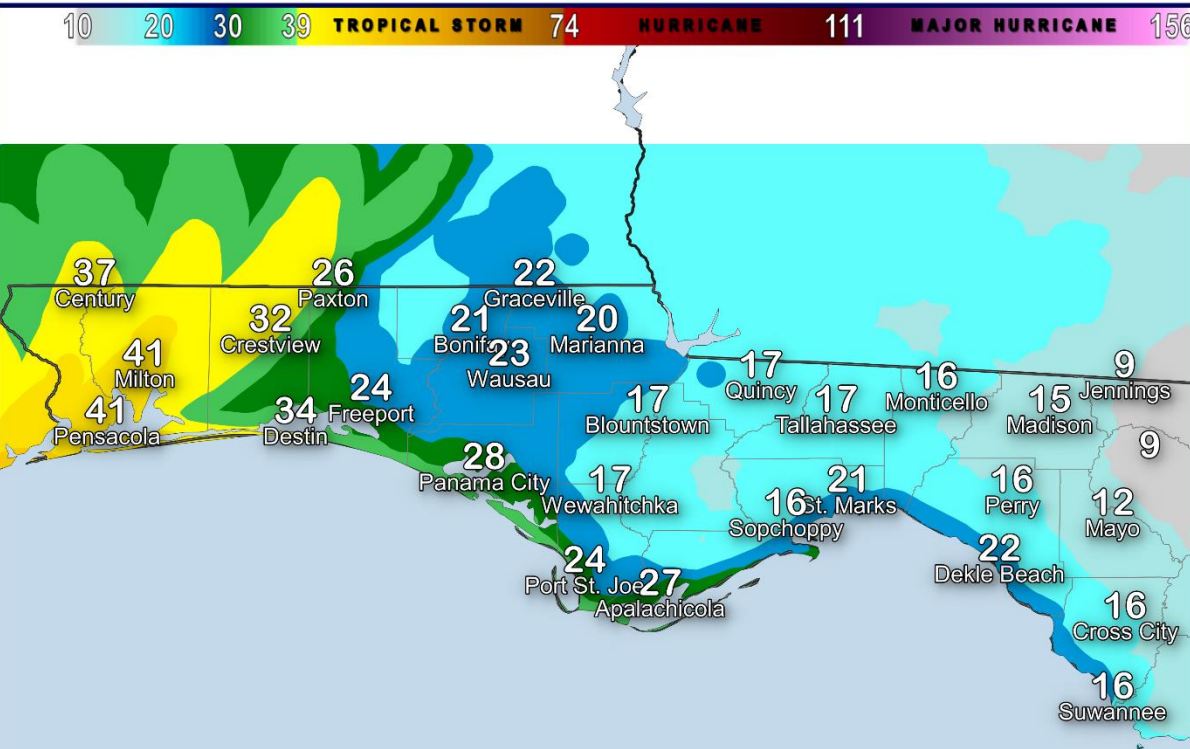 10 20 30 39 TROPICAL STORM 74 HURRICANE 111 MAJOR HURRICANE 156
37
Century
26
Paxton
22
Graceville
32
Crestview
21
20
Marianna
41
Milton
23
Wausau
17
Quincy
16
Monticello
9
Jennings
41
Pensacola
34
Destin
24
Freeport
17
Blountstown
17
Tallahassee
15
Madison
9
28
Panama City
17
Wewahitchka
16
Sopchoppy
21
St. Marks
16
Perry
12
Mayo
24
Port St. Joe
27
Apalachicola
22
Dekle Beach
16
Cross City
16
Suwannee